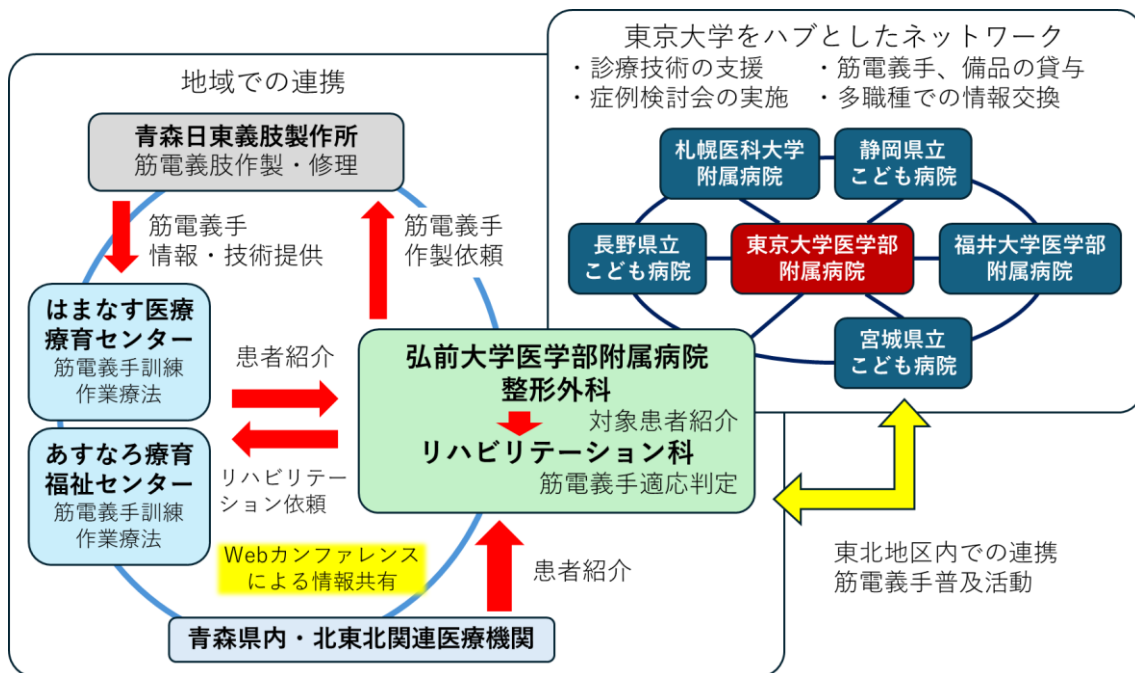 東京大学をハブとしたネットワーク
・診療技術の支援　・筋電義手、備品の貸与
・症例検討会の実施　・多職種での情報交換
札幌医科大学
附属病院
静岡県立
こども病院
長野県立
こども病院
東京大学医学部
附属病院
福井大学医学部
附属病院
宮城県立
こども病院
地域での連携
青森日東義肢製作所
筋電義肢作製・修理
筋電義手
情報・技術提供
筋電義手
作製依頼
はまなす医療
療育センター
筋電義手訓練
作業療法
患者紹介
弘前大学医学部附属病院
整形外科
対象患者紹介
リハビリテーション科
筋電義手適応判定
あすなろ療育
福祉センター
筋電義手訓練
作業療法
リハビリテ
ーション依頼
Webカンファレンス
による情報共有
患者紹介
青森県内・北東北関連医療機関
東北地区内での連携
筋電義手普及活動